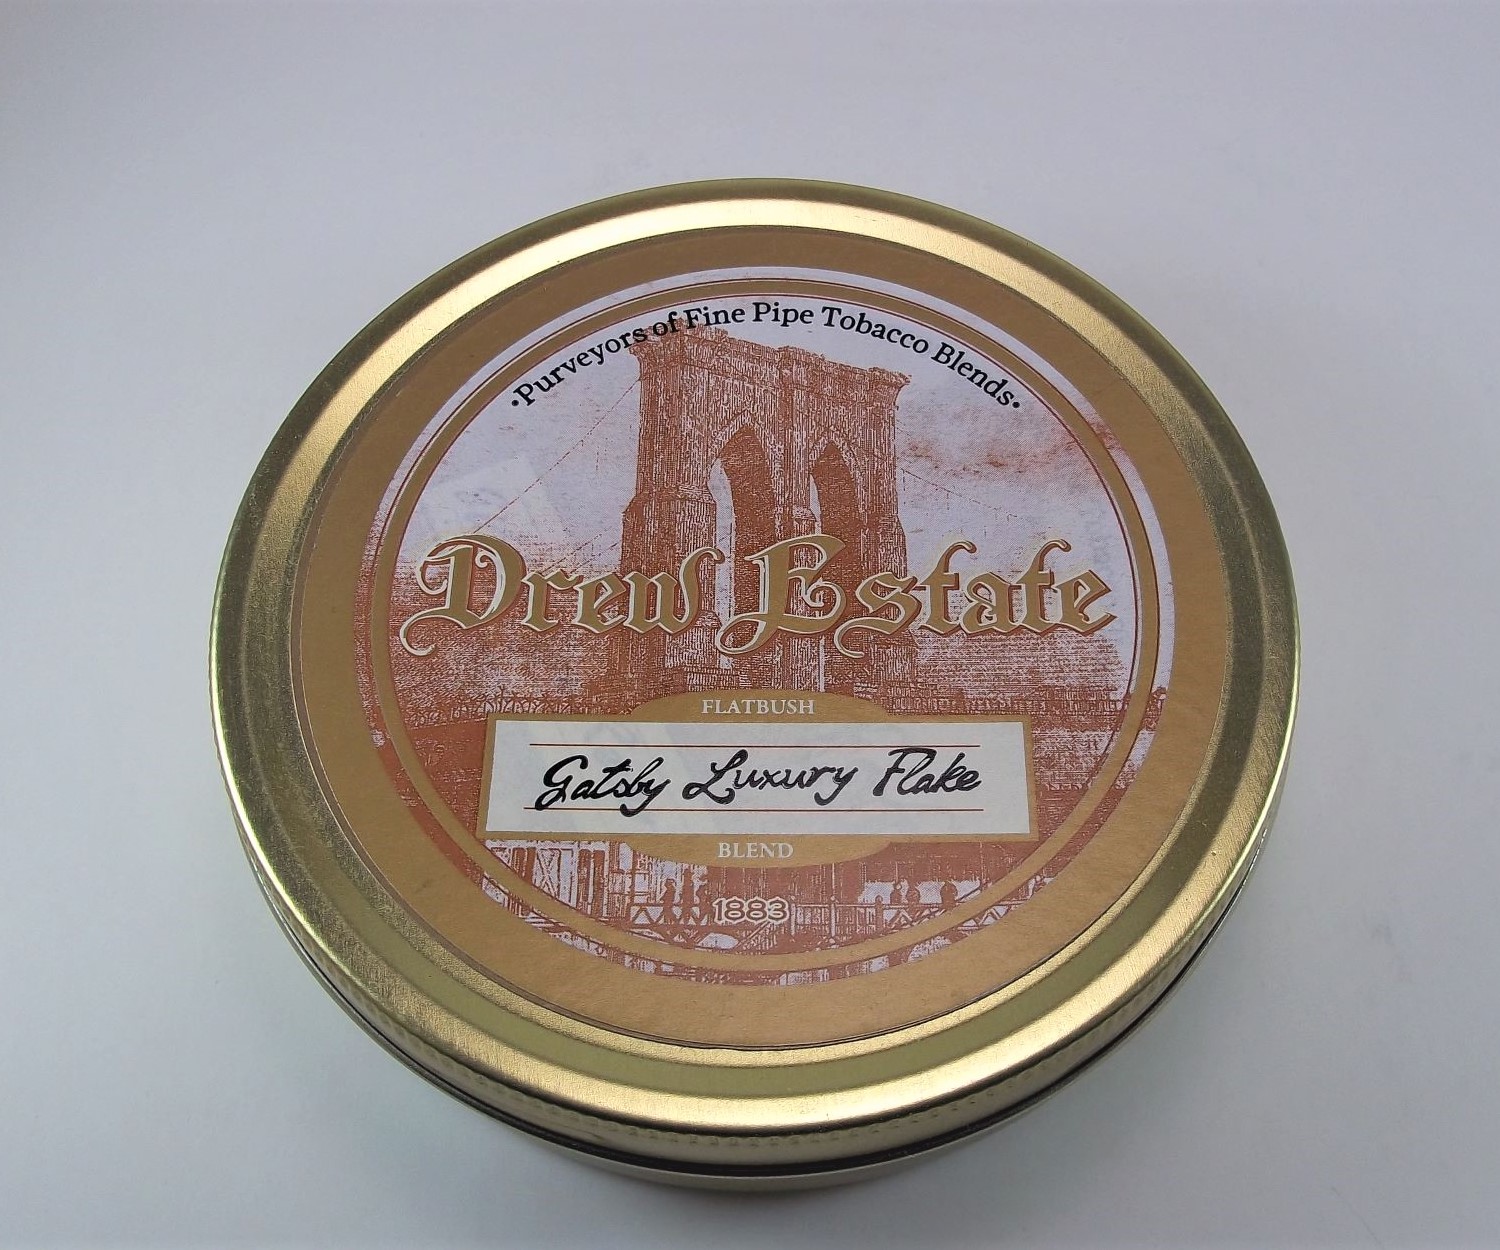 ·Purveyors of Fine Pipe Tobacco Blends·
Drew Estate
FLATBUSH
Gatsby Luxury Flake
BLEND
1883